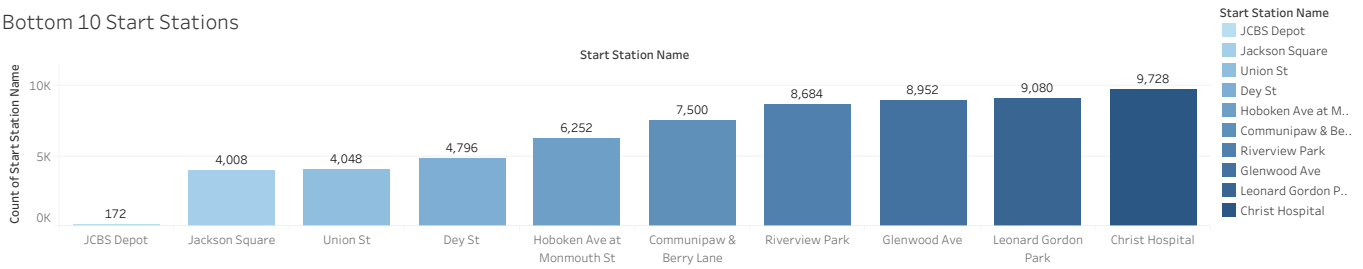 Bottom 10 Start Stations
Start Station Name
Count of Start Station Name
10K
5K
0K
172
4,008
4,048
4,796
6,252
7,500
8,684
8,952
9,080
9,728
JCBS Depot
Jackson Square
Union St
Dey St
Hoboken Ave at
Monmouth St
Communipaw &
Berry Lane
Riverview Park
Glenwood Ave
Leonard Gordon
Park
Christ Hospital
Start Station Name
JCBS Depot
Jackson Square
Union St
Dey St
Hoboken Ave at M..
Communipaw & Be..
Riverview Park
Glenwood Ave
Leonard Gordon P..
Christ Hospital